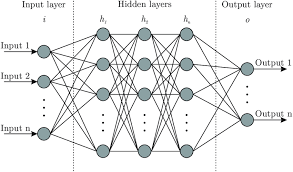 Input layer Hidden layers Output layer
i h₁ h₂ hₙ o
Input 1
Input 2
Input n
Output 1
Output n